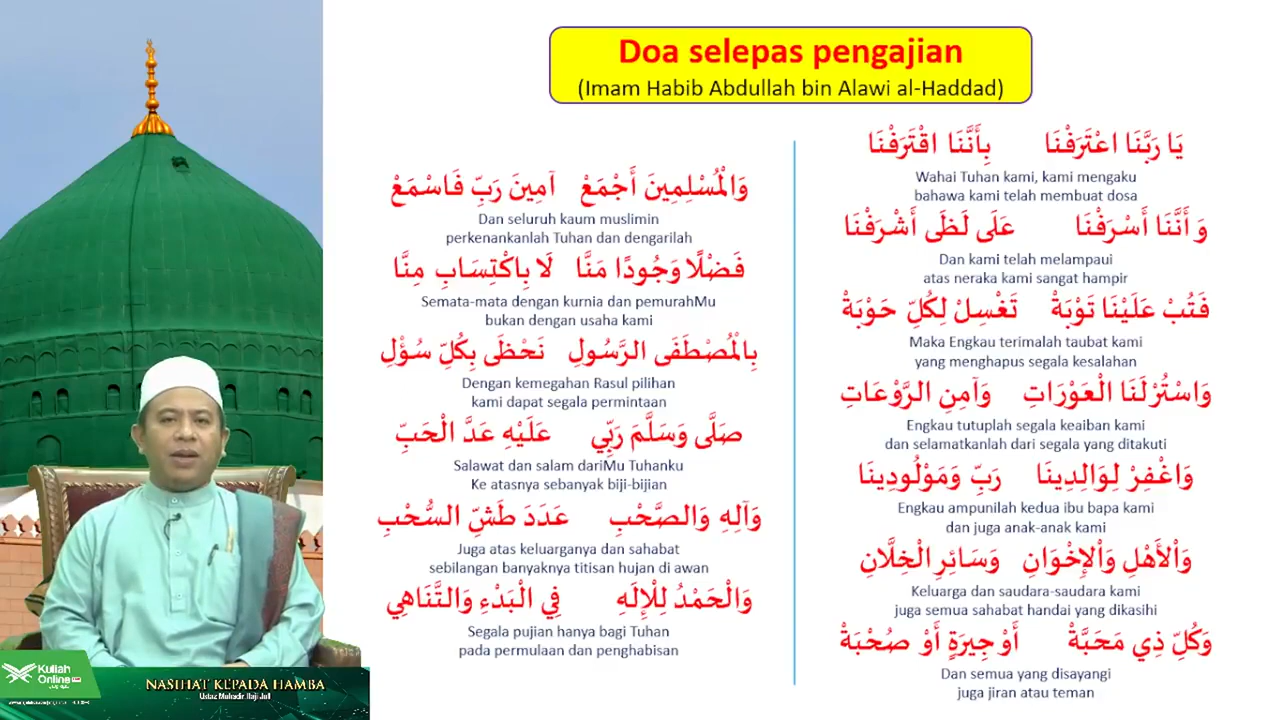 Doa selepas pengajian
(Imam Habib Abdullah bin Alawi al-Haddad)
يَا رَبَّنَا اعْتَرَفْنَا بِأَنَّنَا اقْتَرَفْنَا
Wahai Tuhan kami, kami mengaku
bahawa kami telah membuat dosa
وَ أَنَّنَا أَسْرَفْنَا عَلَى لَظَى أَشْرَفْنَا
Dan kami telah melampaui
atas neraka kami sangat hampir
فَتُبْ عَلَيْنَا تَوْبَةْ تَغْسِلْ لِكُلِّ حَوْبَةْ
Maka Engkau terimalah taubat kami
yang menghapus segala kesalahan
وَاسْتُرْلَنَا الْعَوْرَاتِ وَآمِنِ الرَّوْعَاتِ
Engkau tutuplah segala keaiban kami
dan selamatkanlah dari segala yang ditakuti
وَاغْفِرْ لِوَالِدِينَا رَبِّ وَمَوْلُودِينَا
Engkau ampunilah kedua ibu bapa kami
dan juga anak-anak kami
وَالْأَهْلِ وَالْإِخْوَانِ وَسَائِرِ الْخِلَّانِ
Keluarga dan saudara-saudara kami
juga semua sahabat handai yang dikasihi
وَكُلِّ ذِي مَحَبَّةْ أَوْ جِيرَةٍ أَوْ صُحْبَةْ
Dan semua yang disayangi
juga jiran atau teman
وَالْمُسْلِمِينَ أَجْمَعْ آمِينَ رَبِّ فَاسْمَعْ
Dan seluruh kaum muslimin
perkenankanlah Tuhan dan dengarilah
فَضْلًا وَجُودًا مَنَّا لَا بِاكْتِسَابِ مِنَّا
Semata-mata dengan kurnia dan pemurahMu
bukan dengan usaha kami
بِالْمُصْطَفَى الرَّسُولِ نَحْظَى بِكُلِّ سُؤْلِ
Dengan kemegahan Rasul pilihan
kami dapat segala permintaan
صَلَّى وَسَلَّمَ رَبِّي عَلَيْهِ عَدَّ الْحَبِّ
Salawat dan salam dariMu Tuhanku
Ke atasnya sebanyak biji-bijian
وَآلِهِ وَالصَّحْبِ عَدَدَ طَشِّ السُّحْبِ
Juga atas keluarganya dan sahabat
sebilangan banyaknya titisan hujan di awan
وَالْحَمْدُ لِلْإِلَهِ فِي الْبَدْءِ وَالتَّنَاهِي
Segala pujian hanya bagi Tuhan
pada permulaan dan penghabisan
Kuliah
Online
NASIHAT KEPADA HAMBA